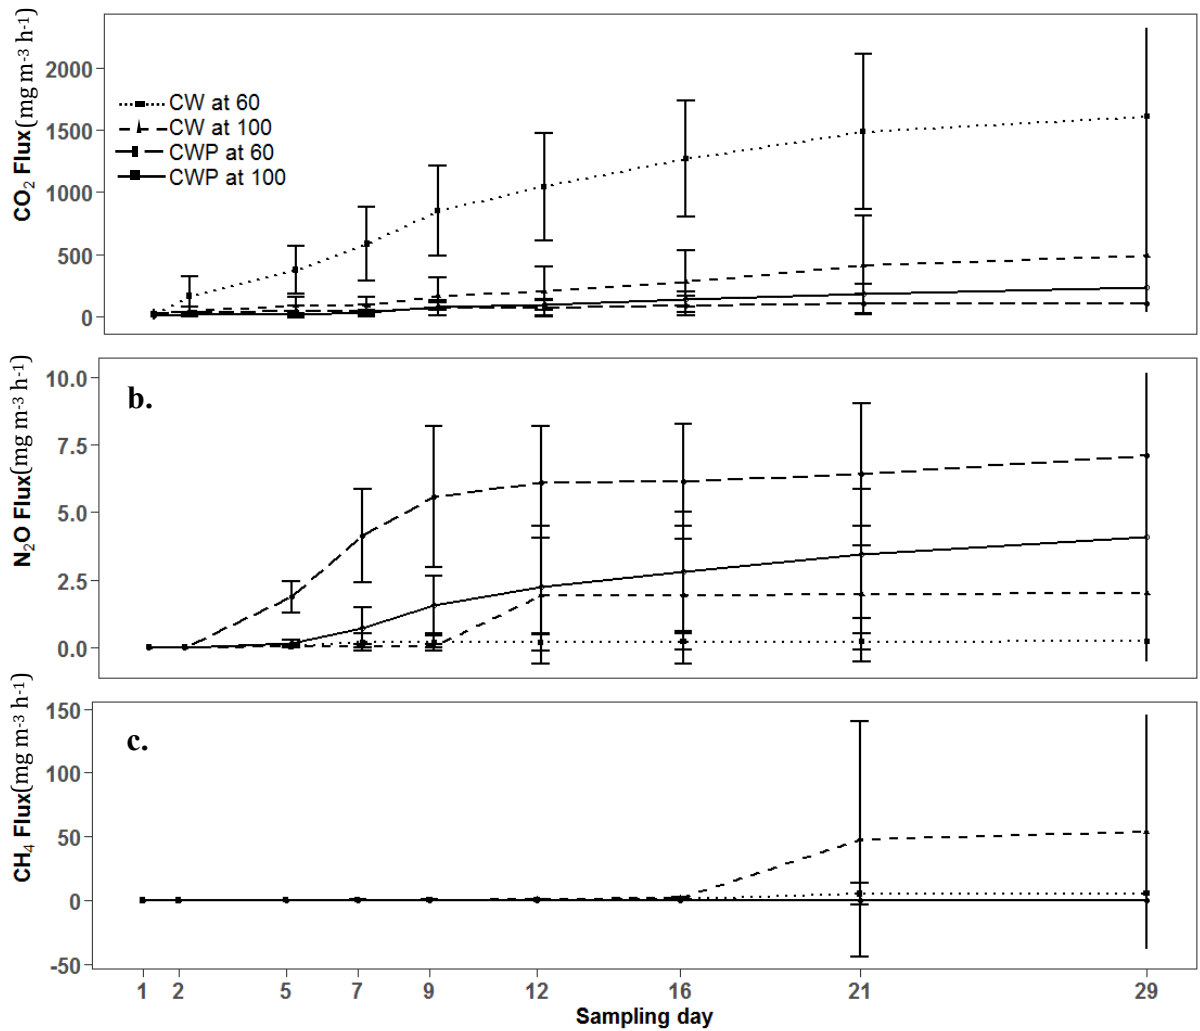 CO₂ Flux(mg m⁻³ h⁻¹)
2000
1500
1000
500
0
CW at 60
CW at 100
CWP at 60
CWP at 100
N₂O Flux(mg m⁻³ h⁻¹)
b.
10.0
7.5
5.0
2.5
0.0
CH₄ Flux(mg m⁻³ h⁻¹)
c.
150
100
50
0
-50
1 2 5 7 9 12 16 21 29
Sampling day